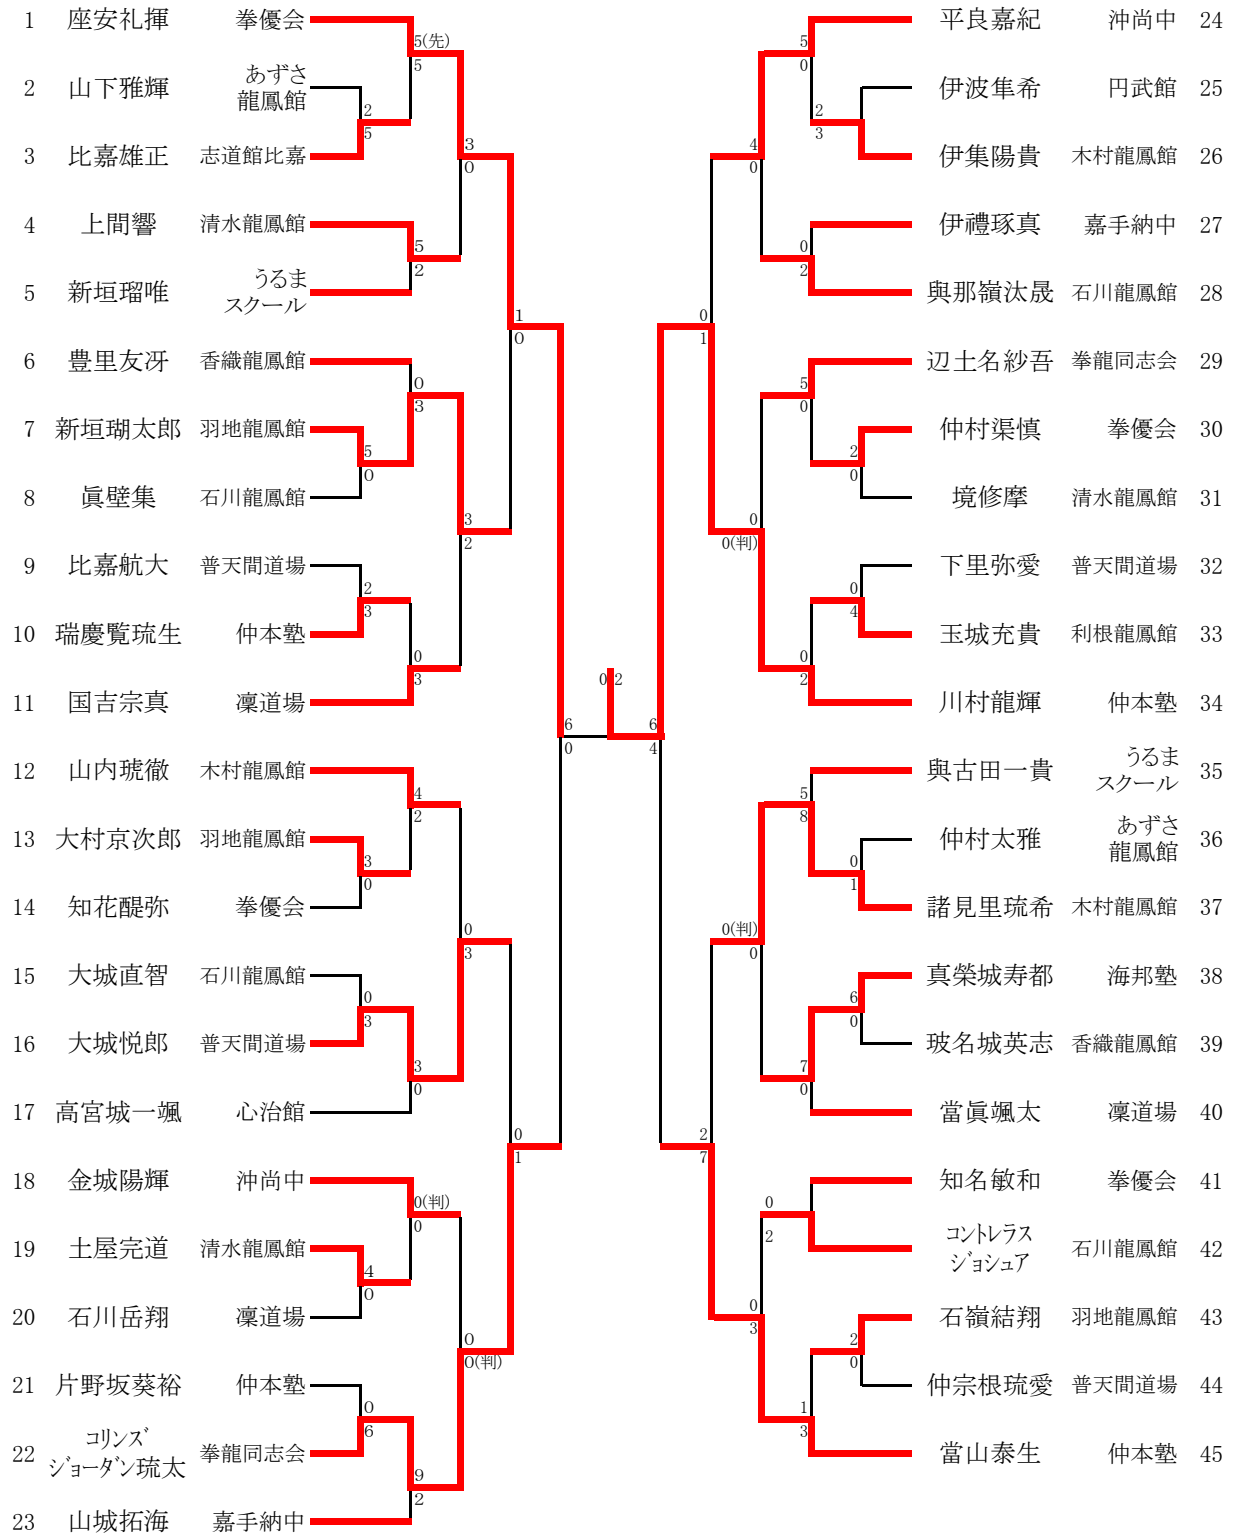 1 座安礼揮 拳優会
2 山下雅輝 あずさ
龍鳳館
3 比嘉雄正 志道館比嘉
4 上間響 清水龍鳳館
5 新垣瑠唯 うるま
スクール
6 豊里友冴 香織龍鳳館
7 新垣瑚太郎 羽地龍鳳館
8 眞壁集 石川龍鳳館
9 比嘉航大 普天間道場
10 瑞慶覧琉生 仲本塾
11 国吉宗真 凜道場
12 山内琥徹 木村龍鳳館
13 大村京次郎 羽地龍鳳館
14 知花醍弥 拳優会
15 大城直智 石川龍鳳館
16 大城悦郎 普天間道場
17 高宮城一颯 心治館
18 金城陽輝 沖尚中
19 土屋完道 清水龍鳳館
20 石川岳翔 凜道場
21 片野坂葵裕 仲本塾
22 コリンズ
ジョーダン琉太 拳龍同志会
23 山城拓海 嘉手納中
5(先)
5
2
5
5
2
3
0
0
3
5
0
2
3
0
3
3
2
1
0
4
2
3
0
0
3
3
0
0
3
0(判)
0
4
0
0
6
9
2
0
0(判)
0
1
6
0
0 2
6
4
平良嘉紀 沖尚中 24
伊波隼希 円武館 25
伊集陽貴 木村龍鳳館 26
伊禮琢真 嘉手納中 27
與那嶺汰晟 石川龍鳳館 28
辺土名紗吾 拳龍同志会 29
仲村渠慎 拳優会 30
境修摩 清水龍鳳館 31
下里弥愛 普天間道場 32
玉城充貴 利根龍鳳館 33
川村龍輝 仲本塾 34
與古田一貴 うるま
スクール 35
仲村太雅 あずさ
龍鳳館 36
諸見里琉希 木村龍鳳館 37
真榮城寿都 海邦塾 38
玻名城英志 香織龍鳳館 39
當眞颯太 凜道場 40
知名敏和 拳優会 41
コントレラス
ジョシュア 石川龍鳳館 42
石嶺結翔 羽地龍鳳館 43
仲宗根琉愛 普天間道場 44
當山泰生 仲本塾 45
5
0
2
3
4
0
0
2
0
1
5
0
2
0
0
0(判)
0
4
0
2
5
8
0
1
0(判)
0
6
0
7
0
2
7
0
2
0
3
2
0
1
3